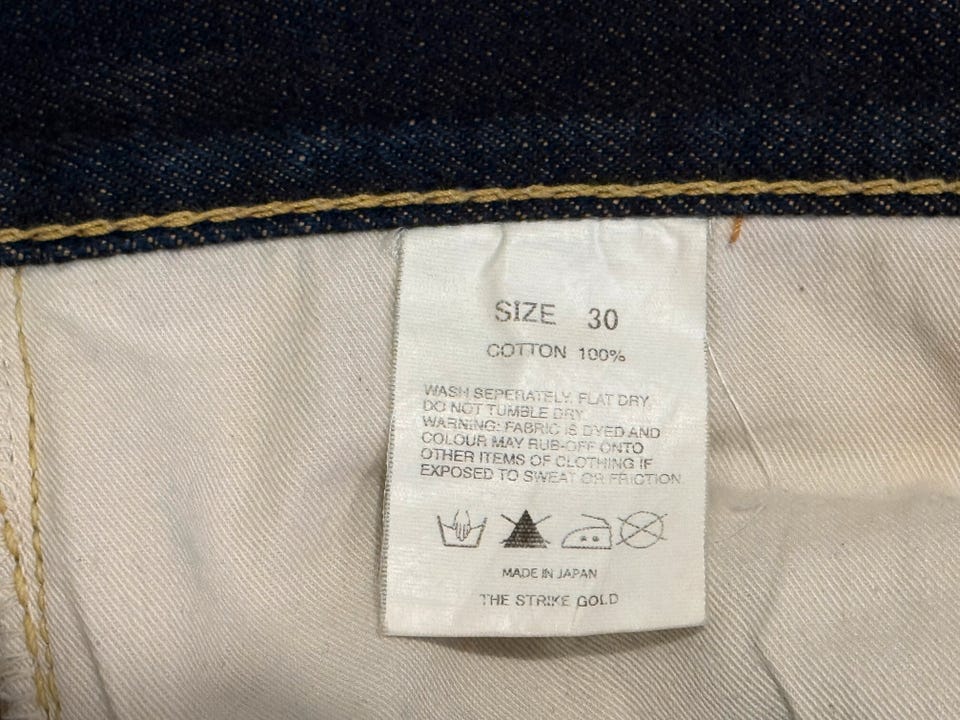 SIZE 30
COTTON 100%
WASH SEPERATELY. FLAT DRY.
DO NOT TUMBLE DRY.
WARNING: FABRIC IS DYED AND
COLOUR MAY RUB-OFF ONTO
OTHER ITEMS OF CLOTHING IF
EXPOSED TO SWEAT OR FRICTION.
MADE IN JAPAN
THE STRIKE GOLD